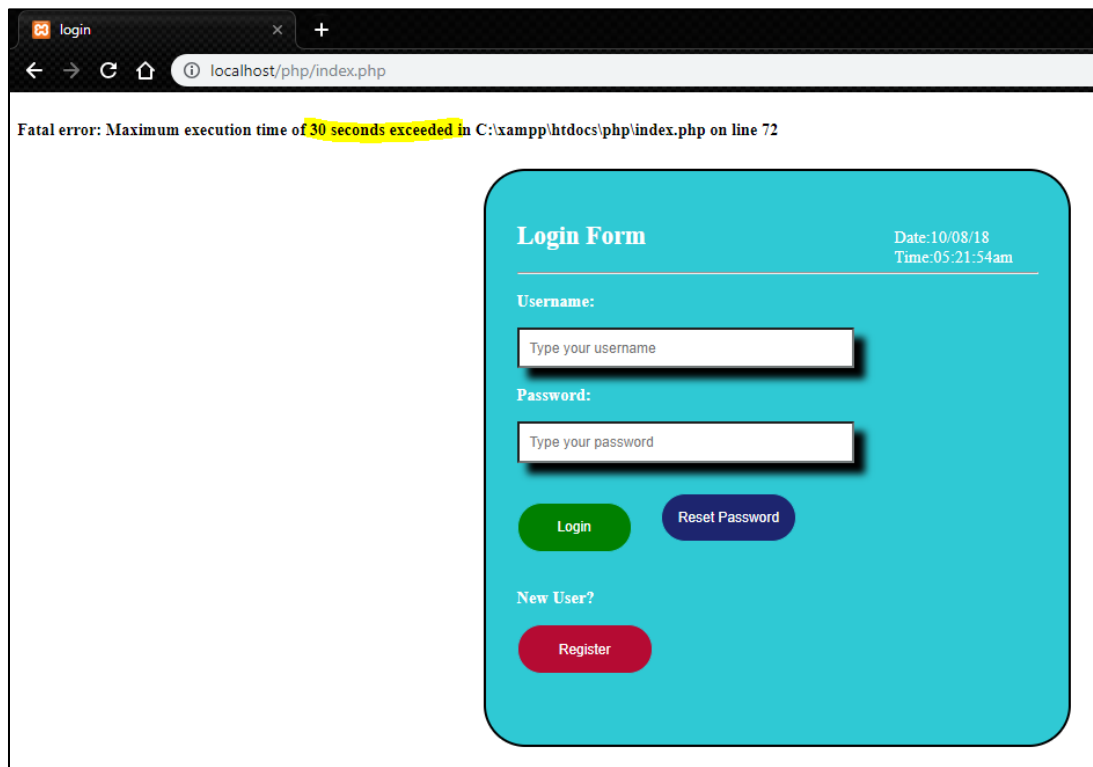 login
localhost/php/index.php
Fatal error: Maximum execution time of 30 seconds exceeded in C:\xampp\htdocs\php\index.php on line 72
Login Form
Date:10/08/18
Time:05:21:54am
Username:
Type your username
Password:
Type your password
Login
Reset Password
New User?
Register